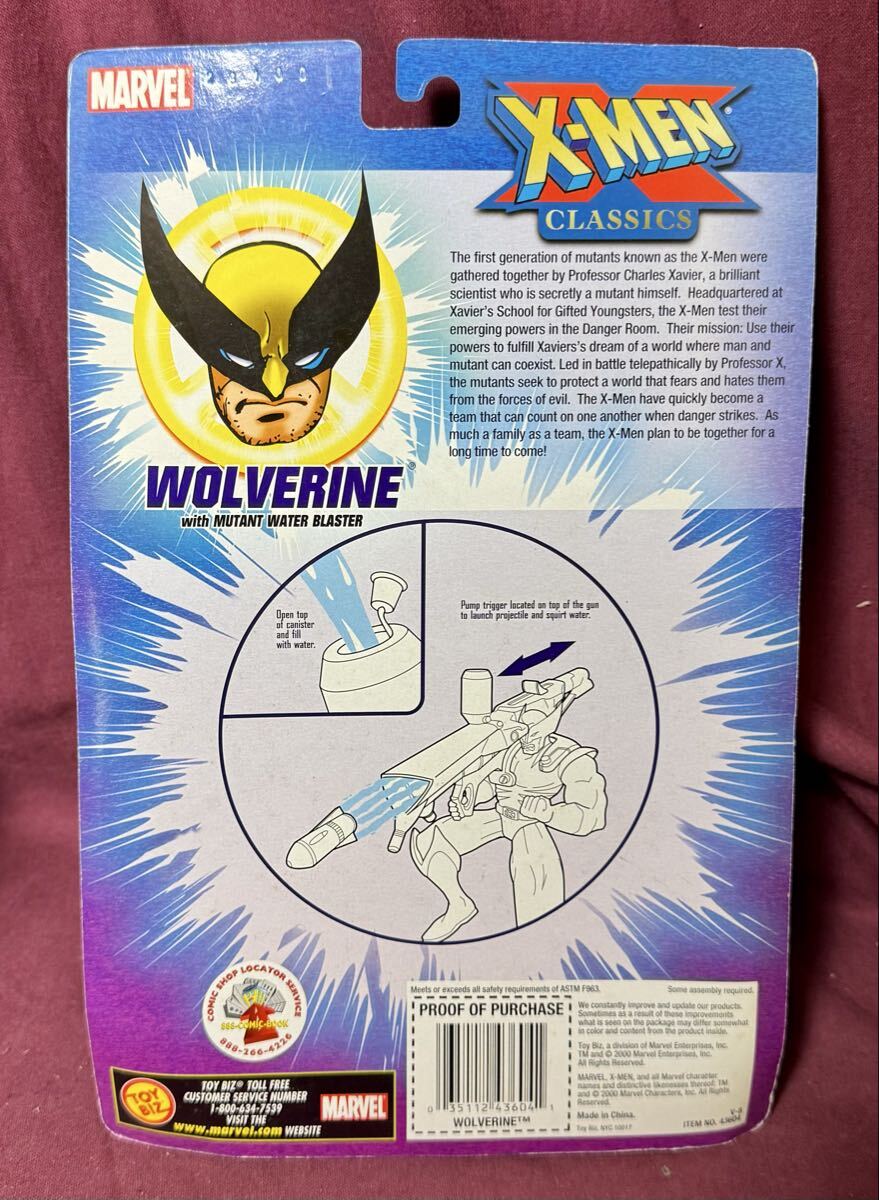 MARVEL
X-MEN®
CLASSICS
The first generation of mutants known as the X-Men were
gathered together by Professor Charles Xavier, a brilliant
scientist who is secretly a mutant himself. Headquartered at
Xavier's School for Gifted Youngsters, the X-Men test their
emerging powers in the Danger Room. Their mission: Use their
powers to fulfill Xaviers's dream of a world where man and
mutant can coexist. Led in battle telepathically by Professor X,
the mutants seek to protect a world that fears and hates them
from the forces of evil. The X-Men have quickly become a
team that can count on one another when danger strikes. As
much a family as a team, the X-Men plan to be together for a
long time to come!
WOLVERINE®
with MUTANT WATER BLASTER
Open top
of canister
and fill
with water.
Pump trigger located on top of the gun
to launch projectile and squirt water.
COMIC SHOP LOCATOR SERVICE
888-COMIC-BOOK
888-266-4226
TOY BIZ
TOY BIZ® TOLL FREE
CUSTOMER SERVICE NUMBER
1-800-634-7539
VISIT THE
www.marvel.com WEBSITE
MARVEL
Meets or exceeds all safety requirements of ASTM F963.
Some assembly required.
PROOF OF PURCHASE
0 35112 43604 1
WOLVERINE™
We constantly improve and update our products.
Sometimes as a result of these improvements
what is seen on the package may differ somewhat
in color and content from the product inside.
Toy Biz, a division of Marvel Enterprises, Inc.
TM and © 2000 Marvel Enterprises, Inc.
All Rights Reserved.
MARVEL, X-MEN, and all Marvel character
names and distinctive likenesses thereof: TM
and © 2000 Marvel Characters, Inc. All Rights
Reserved.
Made in China.
Toy Biz, NYC 10017
ITEM NO. 43604